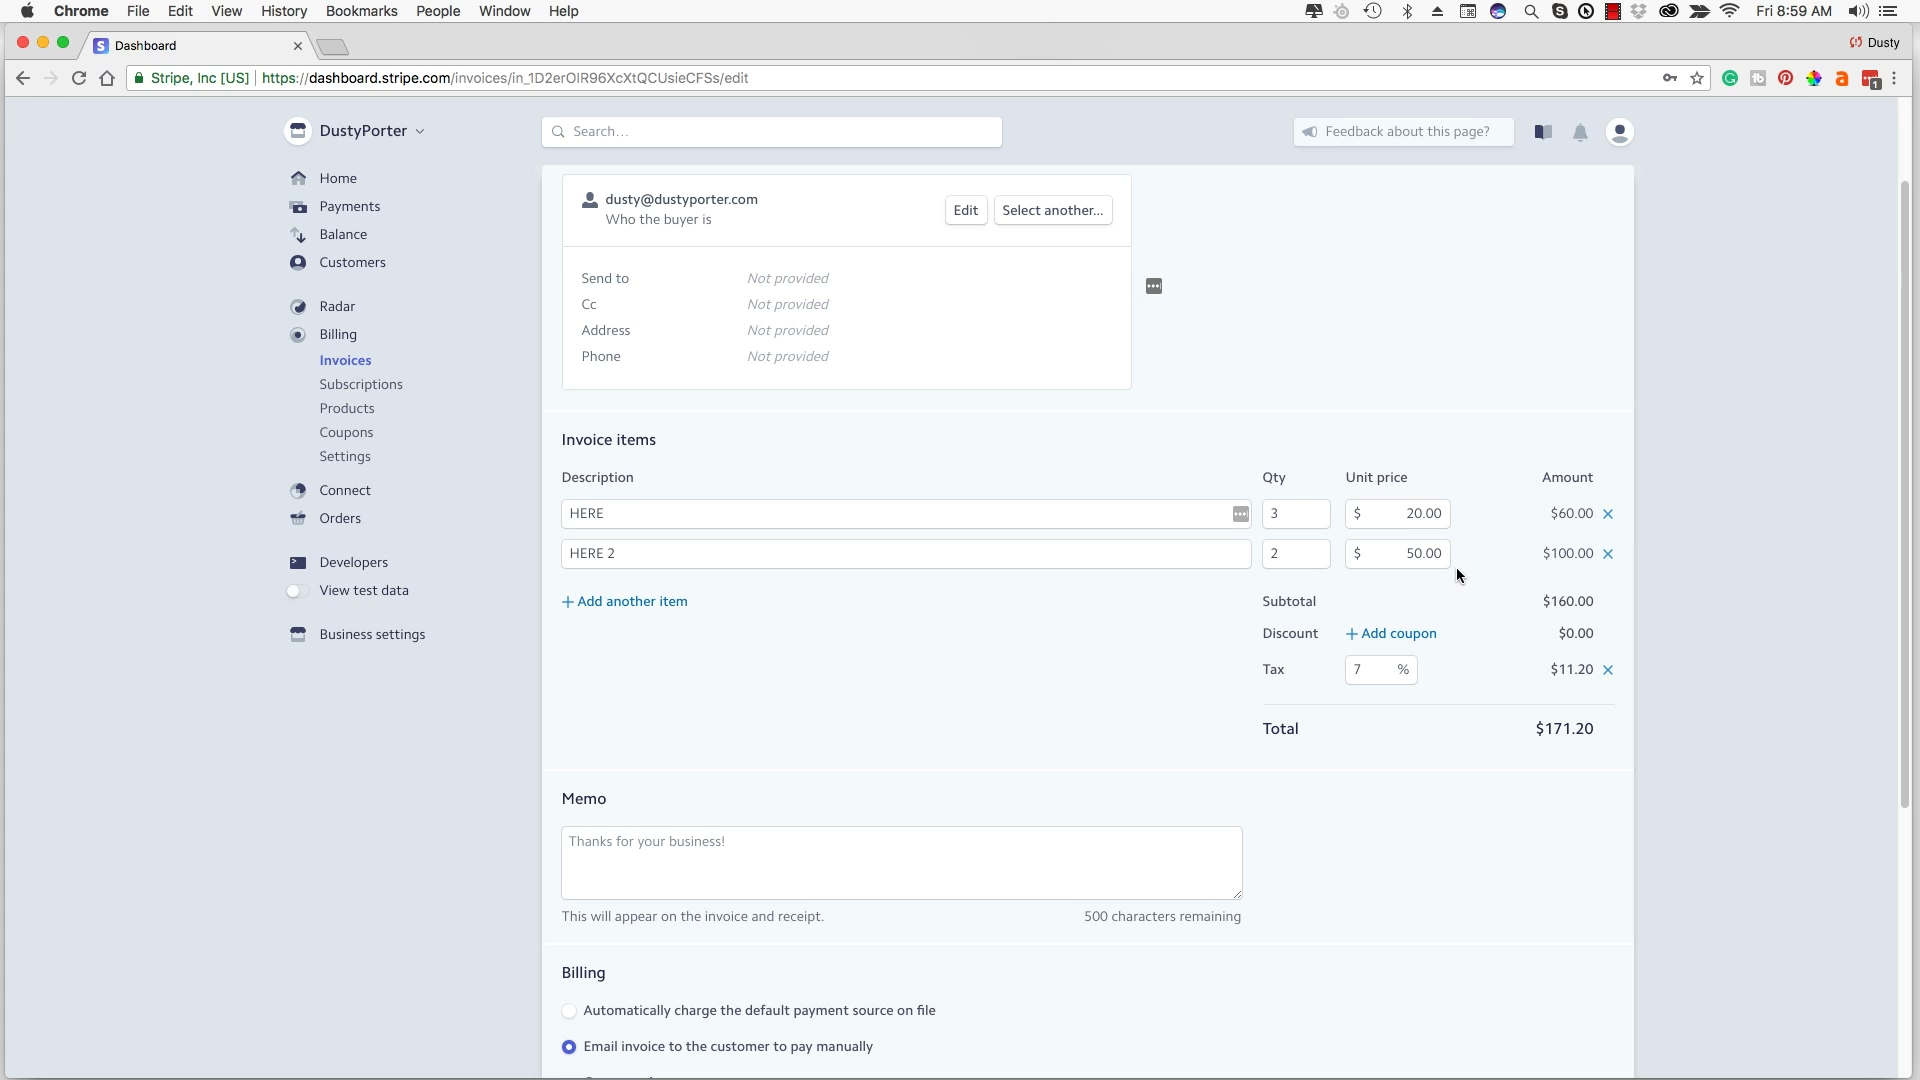 Chrome File Edit View History Bookmarks People Window Help
Fri 8:59 AM
Dashboard
Dusty
Stripe, Inc [US] https://dashboard.stripe.com/invoices/in_1D2erOIR96XcXtQCUsieCFSs/edit
1
DustyPorter
Search...
Feedback about this page?
Home
Payments
Balance
Customers
Radar
Billing
Invoices
Subscriptions
Products
Coupons
Settings
Connect
Orders
Developers
View test data
Business settings
dusty@dustyporter.com
Who the buyer is
Edit
Select another...
Send to Not provided
Cc Not provided
Address Not provided
Phone Not provided
Invoice items
Description Qty Unit price Amount
HERE 3 $ 20.00 $60.00
HERE 2 2 $ 50.00 $100.00
+ Add another item
Subtotal $160.00
Discount + Add coupon $0.00
Tax 7 % $11.20
Total $171.20
Memo
Thanks for your business!
This will appear on the invoice and receipt. 500 characters remaining
Billing
Automatically charge the default payment source on file
Email invoice to the customer to pay manually